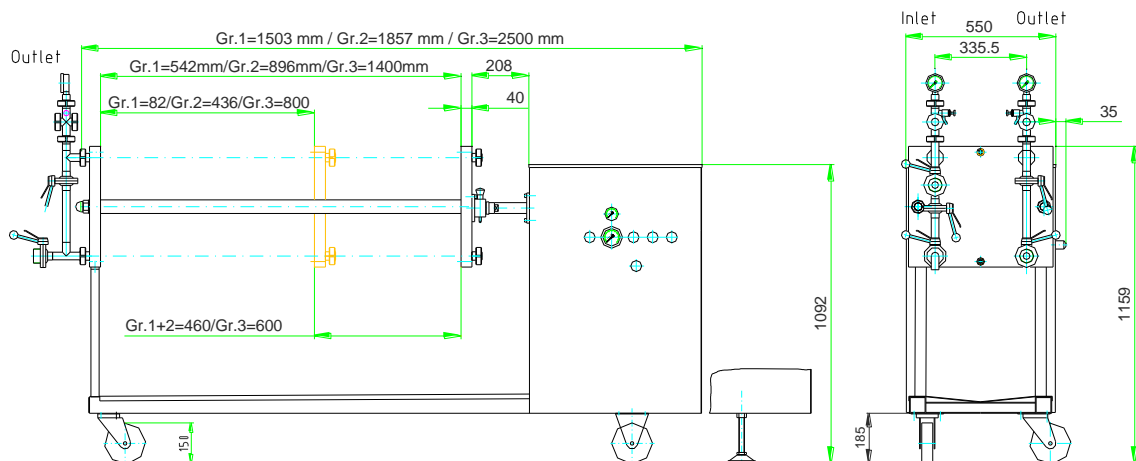 Inlet
Outlet
550
Gr.1=1503 mm / Gr.2=1857 mm / Gr.3=2500 mm
335.5
Outlet
Gr.1=542mm/Gr.2=896mm/Gr.3=1400mm
208
Gr.1=82/Gr.2=436/Gr.3=800
40
35
Gr.1+2=460/Gr.3=600
1092
1159
150
185